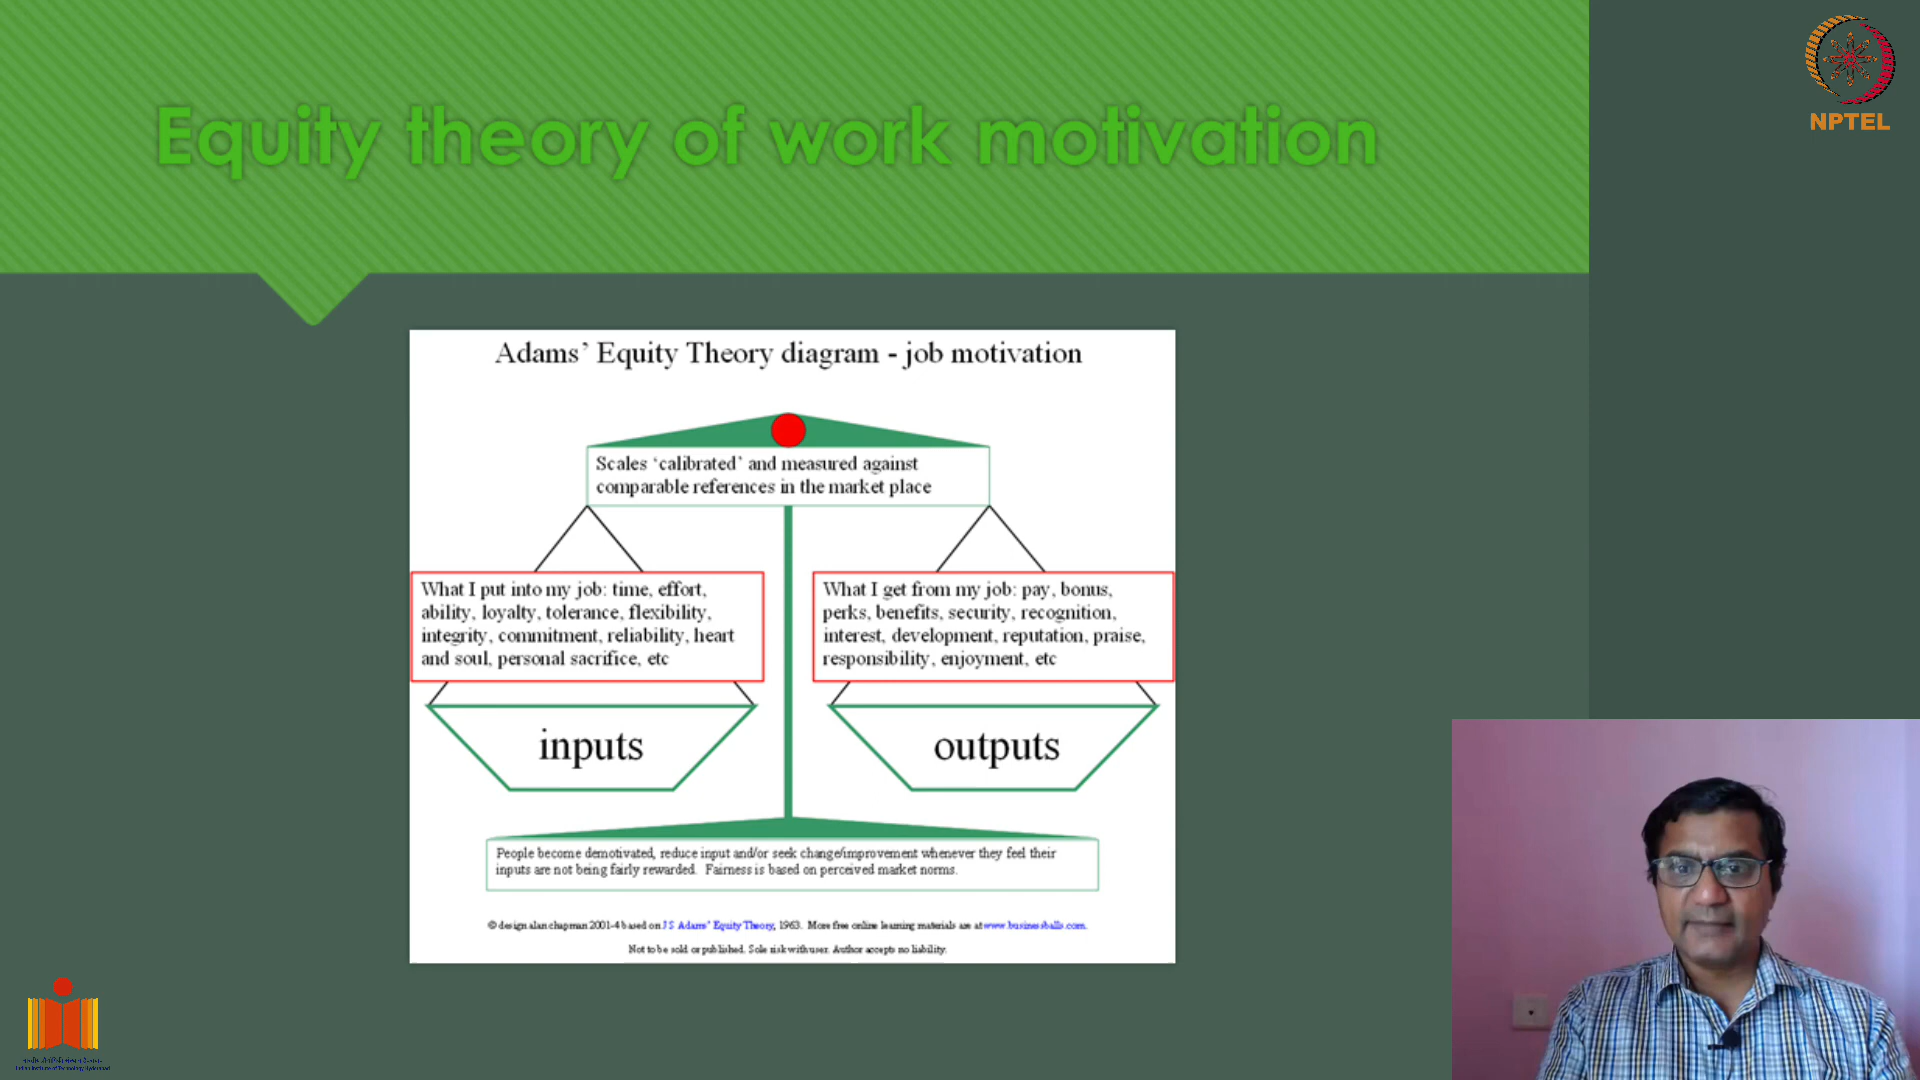 Equity theory of work motivation
NPTEL
Adams’ Equity Theory diagram - job motivation
Scales ‘calibrated’ and measured against
comparable references in the market place
What I put into my job: time, effort,
ability, loyalty, tolerance, flexibility,
integrity, commitment, reliability, heart
and soul, personal sacrifice, etc
What I get from my job: pay, bonus,
perks, benefits, security, recognition,
interest, development, reputation, praise,
responsibility, enjoyment, etc
inputs
outputs
People become demotivated, reduce input and/or seek change/improvement whenever they feel their
inputs are not being fairly rewarded. Fairness is based on perceived market norms.
© design alan chapman 2001-4 based on J S Adams’ Equity Theory, 1963. More free online learning materials are at www.businessballs.com.
Not to be sold or published. Sole risk with user. Author accepts no liability.
Indian Institute of Technology Hyderabad